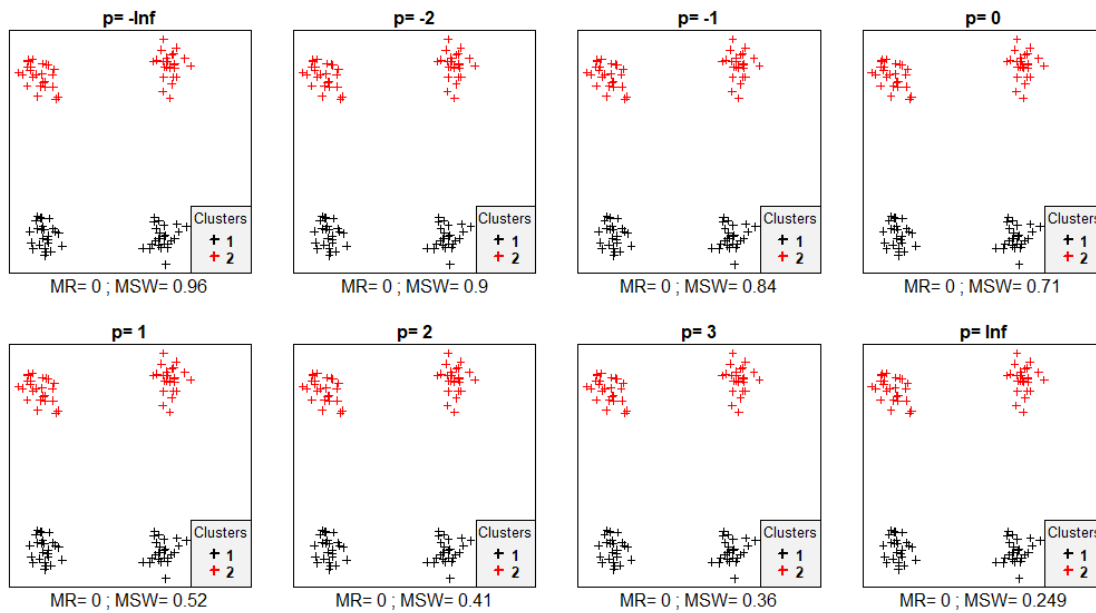 p= -Inf
p= -2
p= -1
p= 0
Clusters
1
2
Clusters
1
2
Clusters
1
2
Clusters
1
2
MR= 0 ; MSW= 0.96
MR= 0 ; MSW= 0.9
MR= 0 ; MSW= 0.84
MR= 0 ; MSW= 0.71
p= 1
p= 2
p= 3
p= Inf
Clusters
1
2
Clusters
1
2
Clusters
1
2
Clusters
1
2
MR= 0 ; MSW= 0.52
MR= 0 ; MSW= 0.41
MR= 0 ; MSW= 0.36
MR= 0 ; MSW= 0.249